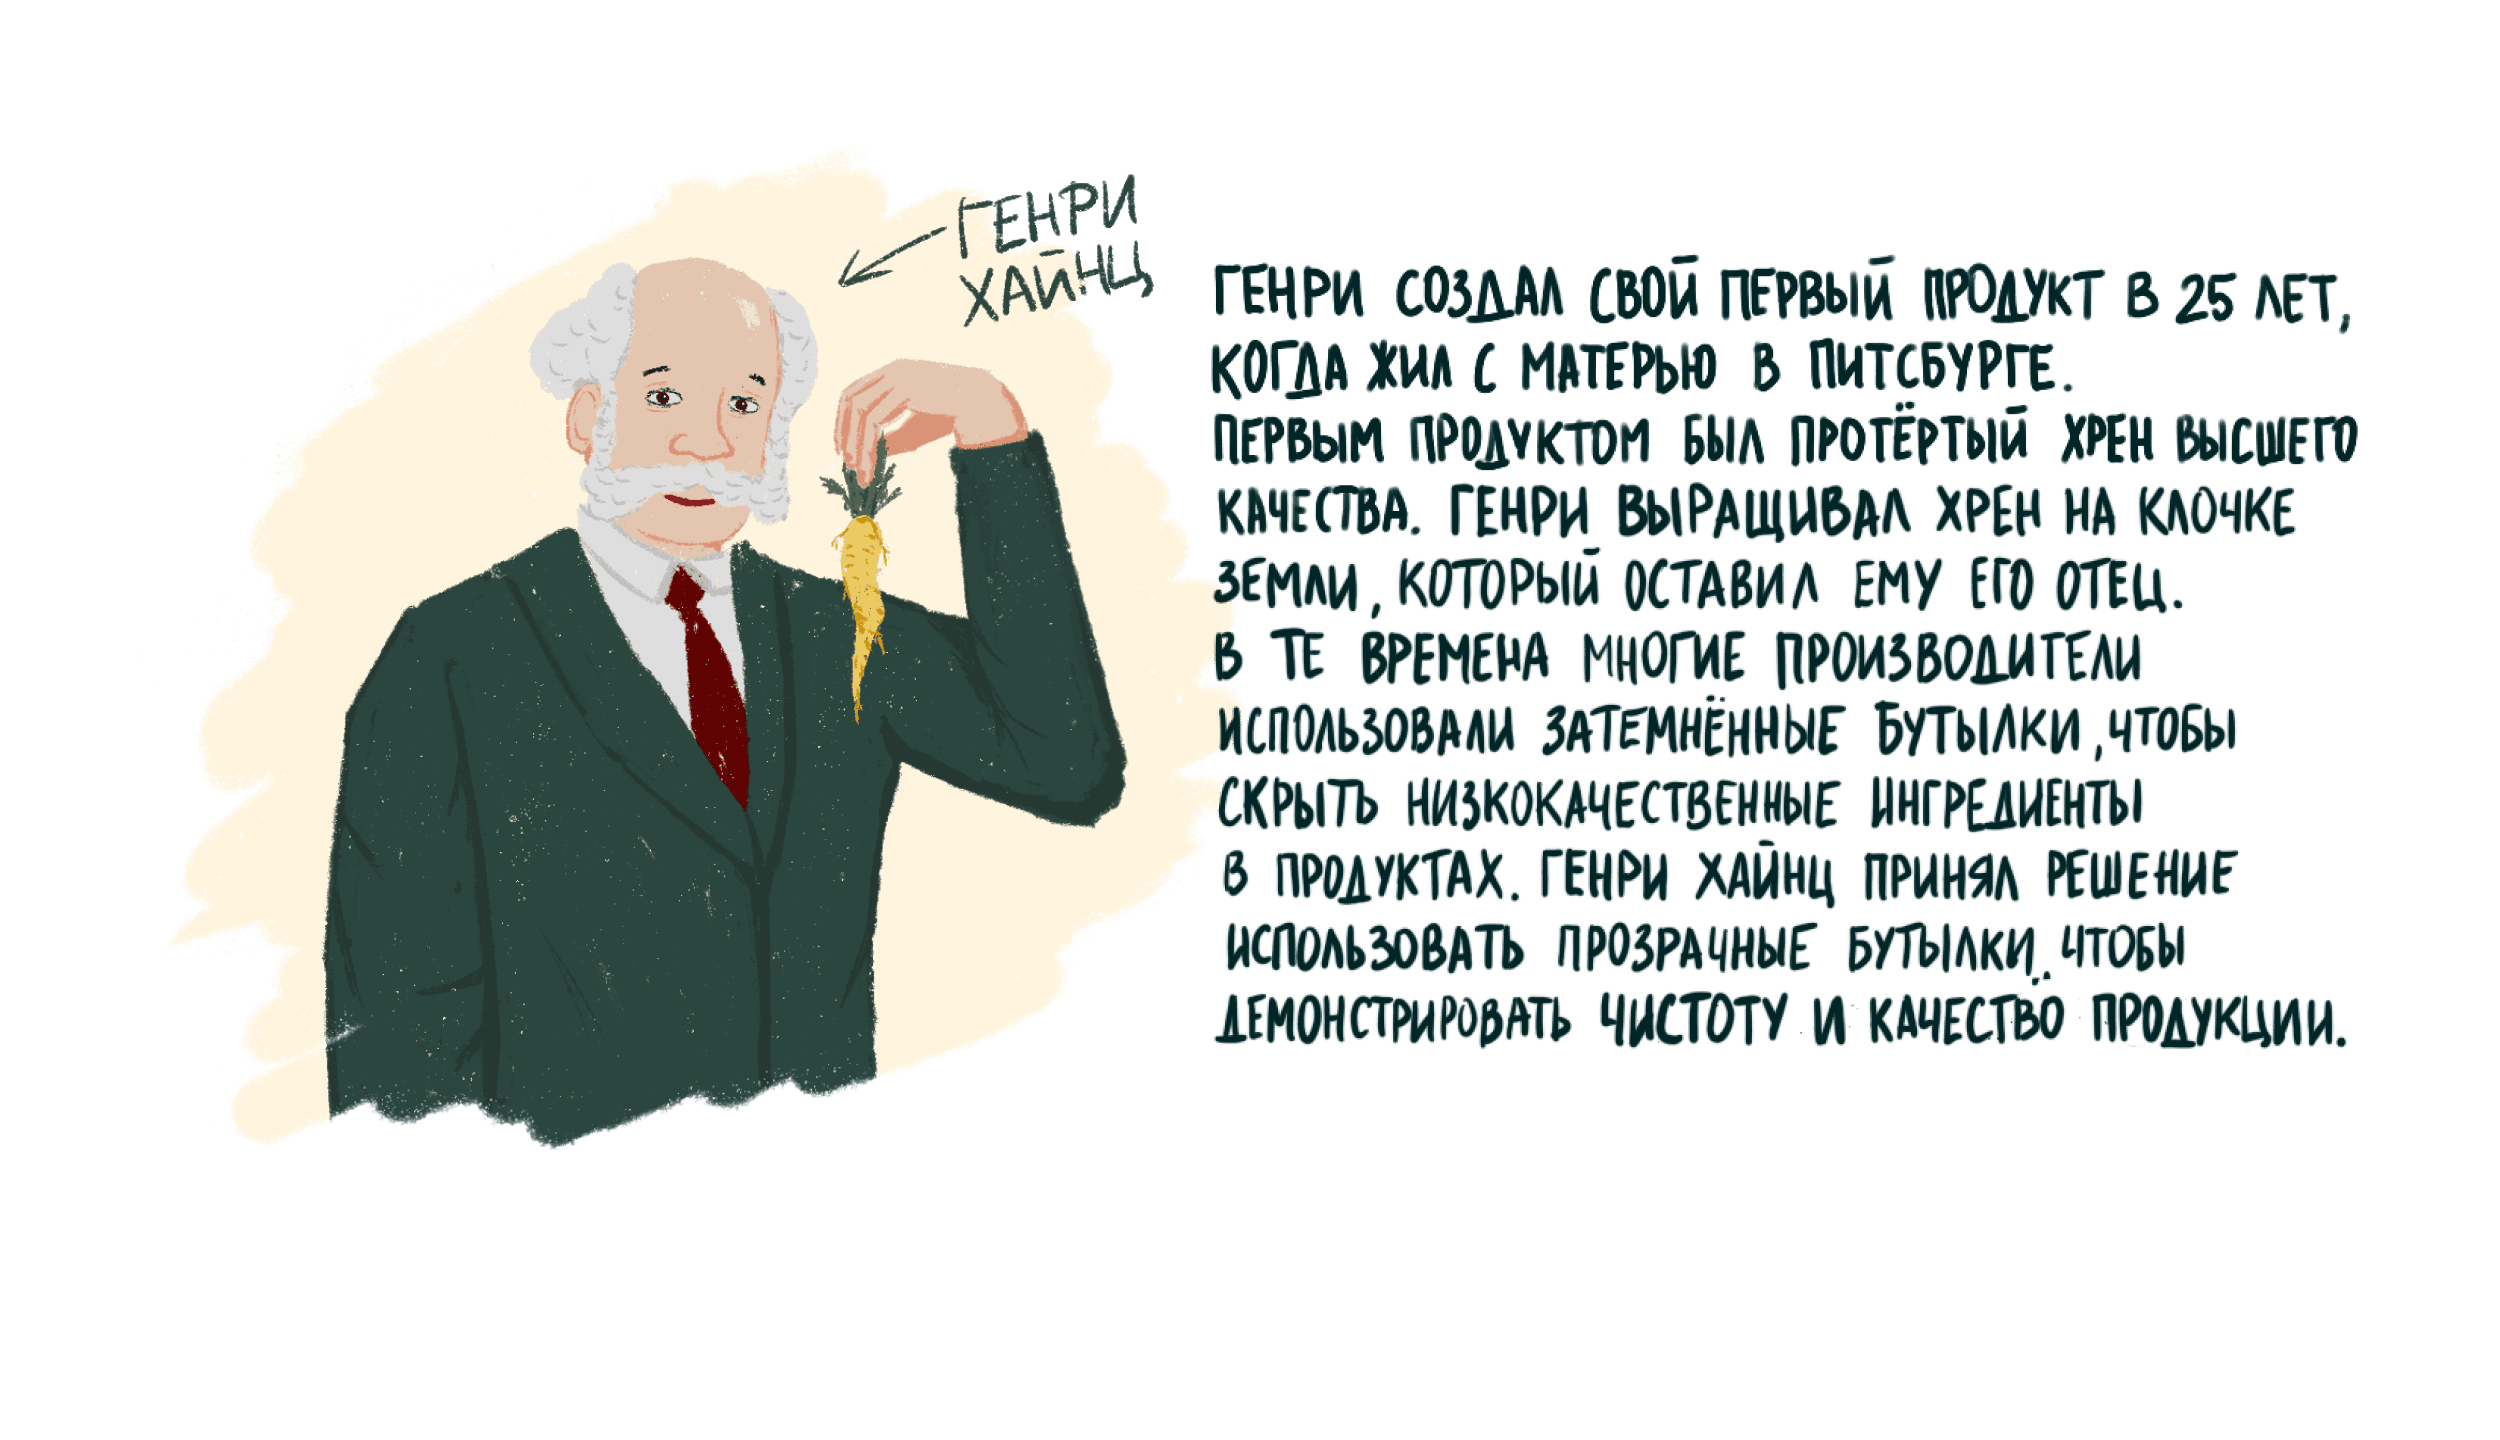 ГЕНРИ
ХАЙНЦ
ГЕНРИ СОЗДАЛ СВОЙ ПЕРВЫЙ ПРОДУКТ В 25 ЛЕТ,
КОГДА ЖИЛ С МАТЕРЬЮ В ПИТСБУРГЕ.
ПЕРВЫМ ПРОДУКТОМ БЫЛ ПРОТЁРТЫЙ ХРЕН ВЫСШЕГО
КАЧЕСТВА. ГЕНРИ ВЫРАЩИВАЛ ХРЕН НА КЛОЧКЕ
ЗЕМЛИ, КОТОРЫЙ ОСТАВИЛ ЕМУ ЕГО ОТЕЦ.
В ТЕ ВРЕМЕНА МНОГИЕ ПРОИЗВОДИТЕЛИ
ИСПОЛЬЗОВАЛИ ЗАТЕМНЁННЫЕ БУТЫЛКИ, ЧТОБЫ
СКРЫТЬ НИЗКОКАЧЕСТВЕННЫЕ ИНГРЕДИЕНТЫ
В ПРОДУКТАХ. ГЕНРИ ХАЙНЦ ПРИНЯЛ РЕШЕНИЕ
ИСПОЛЬЗОВАТЬ ПРОЗРАЧНЫЕ БУТЫЛКИ, ЧТОБЫ
ДЕМОНСТРИРОВАТЬ ЧИСТОТУ И КАЧЕСТВО ПРОДУКЦИИ.